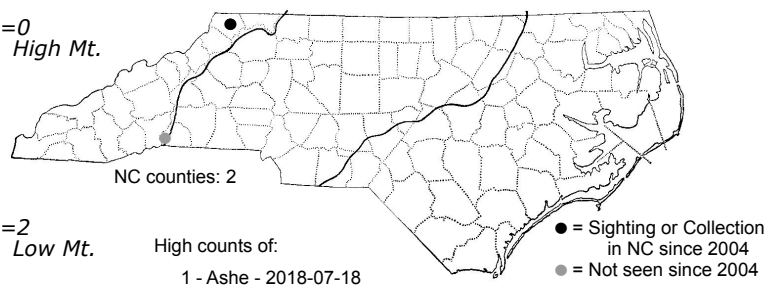 =0
High Mt.
NC counties: 2
=2
Low Mt.
High counts of:
1 - Ashe - 2018-07-18
● = Sighting or Collection
in NC since 2004
● = Not seen since 2004